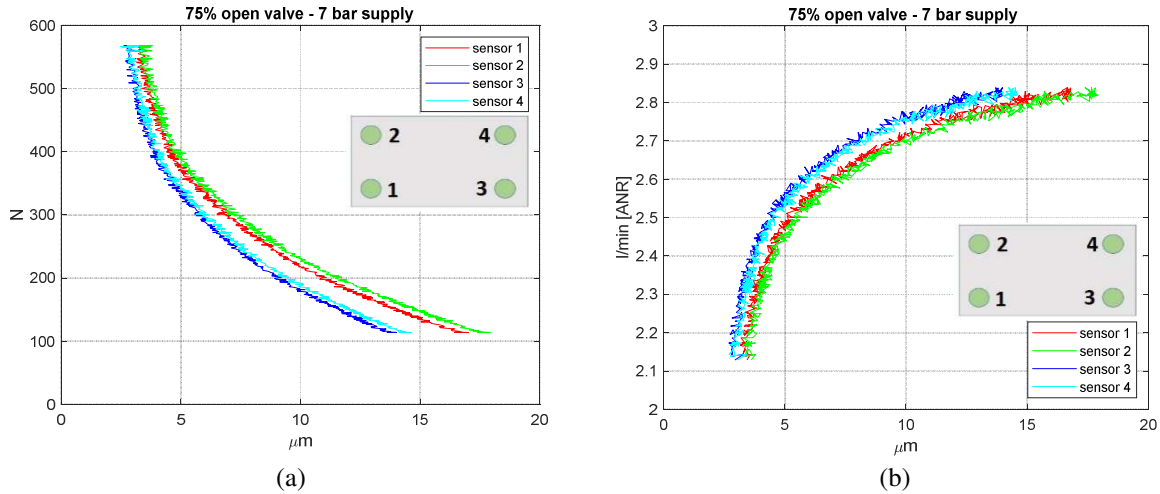 75% open valve - 7 bar supply
600
500
400
300
200
100
0
N
0 5 10 15 20
μm
sensor 1
sensor 2
sensor 3
sensor 4
2 4
1 3
(a)
75% open valve - 7 bar supply
3
2.9
2.8
2.7
2.6
2.5
2.4
2.3
2.2
2.1
2
l/min [ANR]
0 5 10 15 20
μm
2 4
1 3
sensor 1
sensor 2
sensor 3
sensor 4
(b)